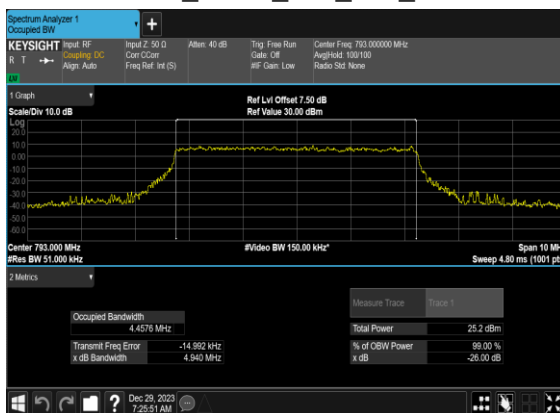 Spectrum Analyzer 1
Occupied BW
KEYSIGHT
R T
Input: RF
Coupling: DC
Align: Auto
Input Z: 50 Ω
Corr CCorr
Freq Ref: Int (S)
Atten: 40 dB
Trig: Free Run
Gate: Off
#IF Gain: Low
Center Freq: 793.000000 MHz
Avg|Hold: 100/100
Radio Std: None
1 Graph
Scale/Div 10.0 dB
Ref Lvl Offset 7.50 dB
Ref Value 30.00 dBm
Log
20.0
10.0
0.00
-10.0
-20.0
-30.0
-40.0
-50.0
-60.0
Center 793.000 MHz
#Res BW 51.000 kHz
#Video BW 150.00 kHz*
Span 10 MH
Sweep 4.80 ms (1001 pt
2 Metrics
Measure Trace
Trace 1
Occupied Bandwidth
4.4576 MHz
Total Power
25.2 dBm
Transmit Freq Error
-14.992 kHz
% of OBW Power
99.00 %
x dB Bandwidth
4.940 MHz
x dB
-26.00 dB
?
Dec 29, 2023
7:25:51 AM